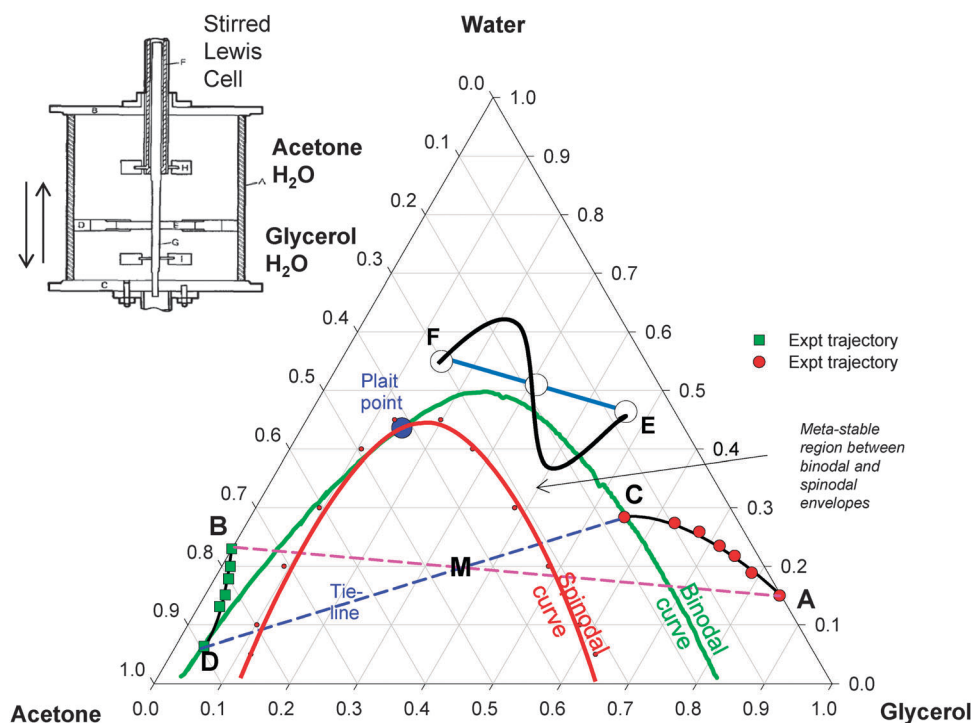 Stirred
Lewis
Cell
Water
F
B
H
A
D
E
G
I
C
Acetone
H₂O
Glycerol
H₂O
0.0
1.0
0.1
0.9
0.2
0.8
0.3
0.7
0.4
0.6
0.5
0.5
0.6
0.4
0.7
0.3
0.8
0.2
0.9
0.1
1.0
0.0
Expt trajectory
Expt trajectory
F
E
Plait
point
Meta-stable
region between
binodal and
spinodal
envelopes
C
B
M
A
D
Tie-
line
Spinodal
curve
Binodal
curve
Acetone
0.0
0.1
0.2
0.3
0.4
0.5
0.6
0.7
0.8
0.9
1.0
Glycerol